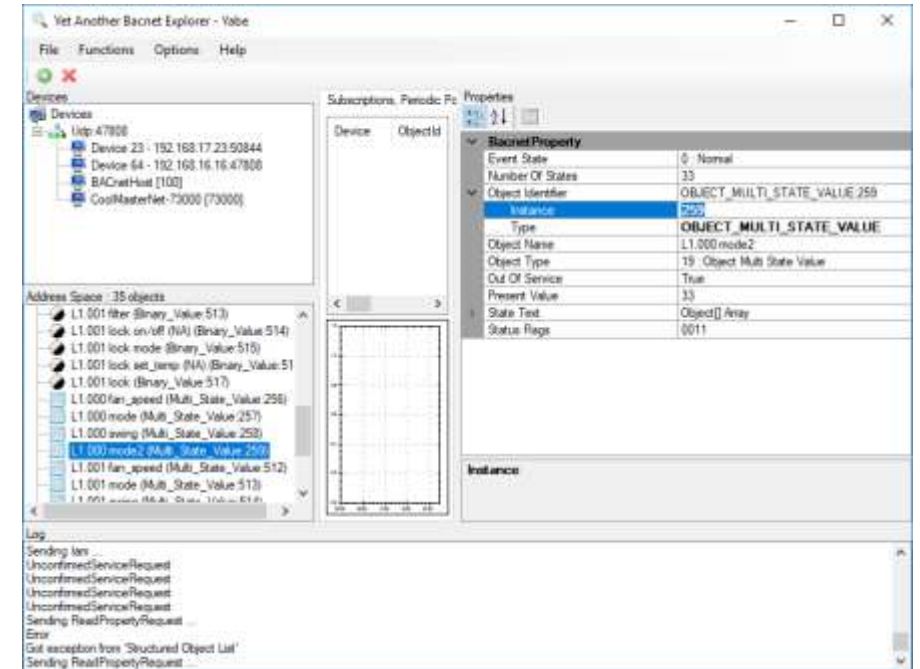 Yet Another Bacnet Explorer - Yabe
File Functions Options Help
Devices
Devices
Udp:47808
Device 23 - 192.168.17.23:50844
Device 64 - 192.168.16.16:47808
BACnetHost [100]
CoolMasterNet-73000 [73000]
Address Space : 35 objects
L1.001 filter (Binary_Value:513)
L1.001 lock on/off (NA) (Binary_Value:514)
L1.001 lock mode (Binary_Value:515)
L1.001 lock set_temp (NA) (Binary_Value:51
L1.001 lock (Binary_Value:517)
L1.000 fan_speed (Multi_State_Value:256)
L1.000 mode (Multi_State_Value:257)
L1.000 swing (Multi_State_Value:258)
L1.000 mode2 (Multi_State_Value:259)
L1.001 fan_speed (Multi_State_Value:512)
L1.001 mode (Multi_State_Value:513)
L1.001 swing (Multi_State_Value:514)
Subscriptions, Periodic Po
Device ObjectId
Properties
BacnetProperty
Event State 0 : Normal
Number Of States 33
Object Identifier OBJECT_MULTI_STATE_VALUE:259
Instance 259
Type OBJECT_MULTI_STATE_VALUE
Object Name L1.000 mode2
Object Type 19 : Object Multi State Value
Out Of Service True
Present Value 33
State Text Object[] Array
Status Flags 0011
Instance
Log
Sending Iam ...
UnconfirmedServiceRequest
UnconfirmedServiceRequest
UnconfirmedServiceRequest
UnconfirmedServiceRequest
Sending ReadPropertyRequest ...
Error
Got exception from 'Structured Object List'
Sending ReadPropertyRequest ...